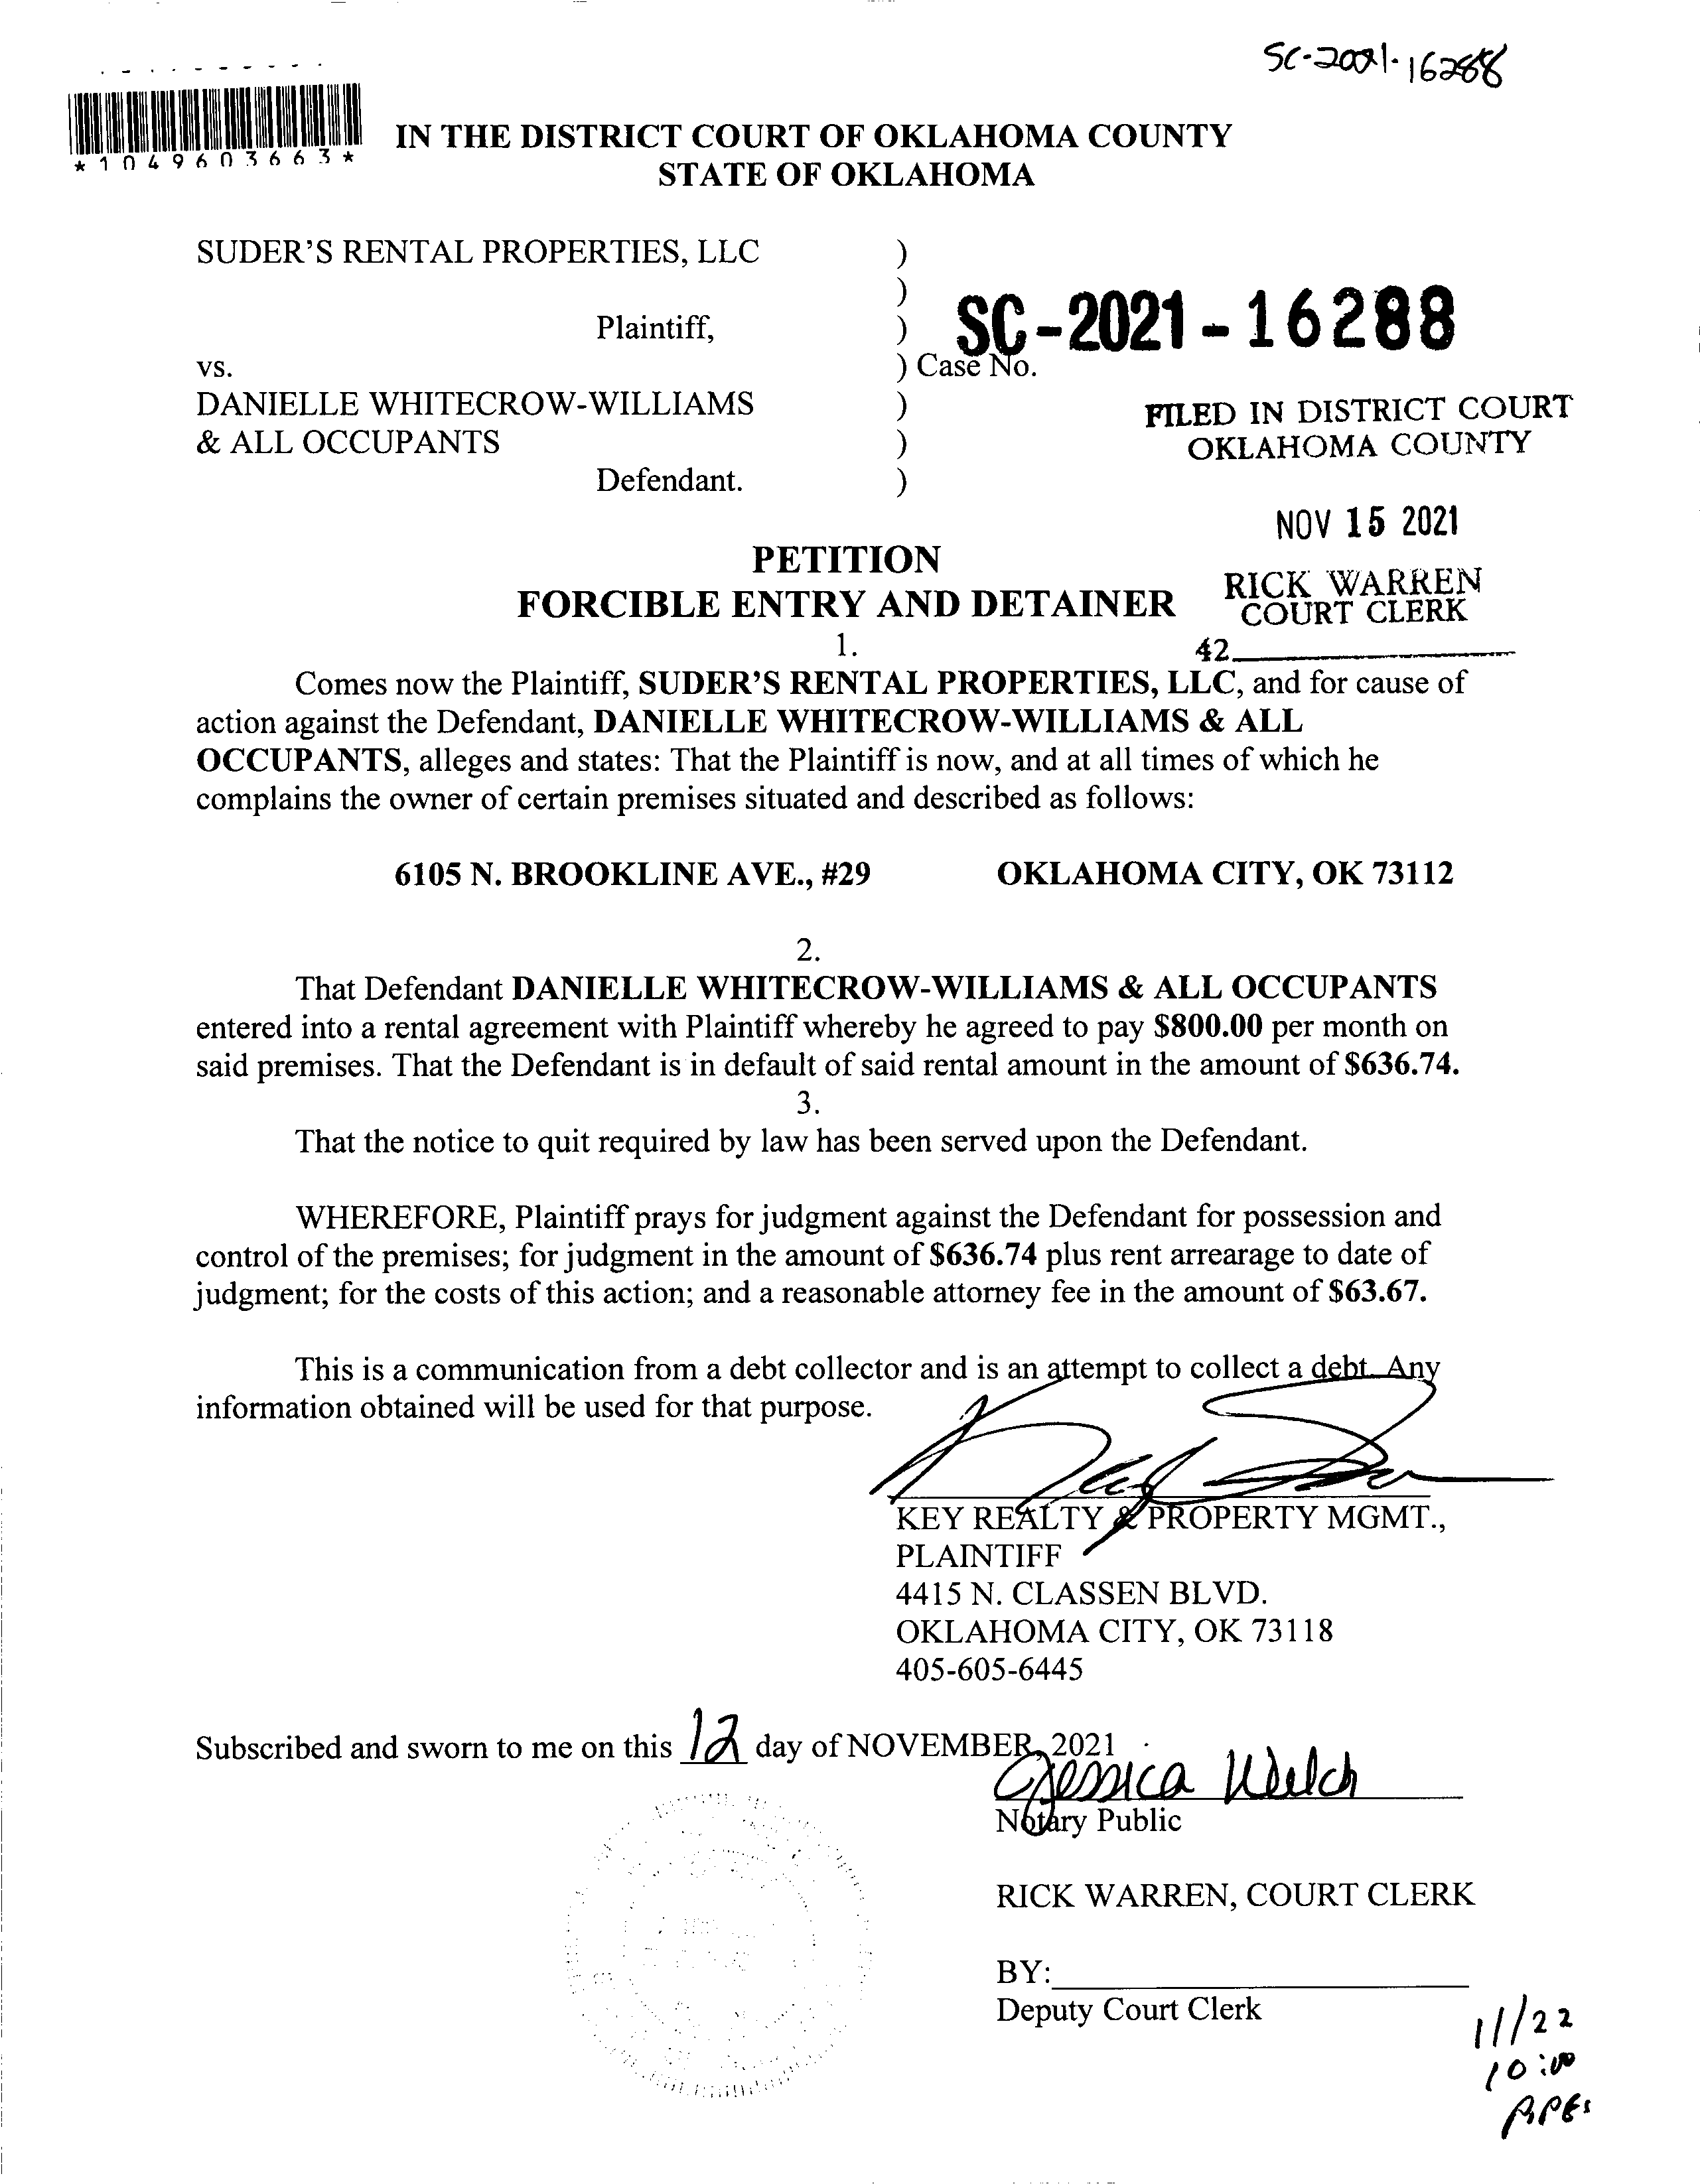 SC-2021-16288
*1049603663*
IN THE DISTRICT COURT OF OKLAHOMA COUNTY
STATE OF OKLAHOMA
SUDER'S RENTAL PROPERTIES, LLC )
)
Plaintiff, ) SC-2021-16288
vs. ) Case No.
DANIELLE WHITECROW-WILLIAMS )
& ALL OCCUPANTS )
Defendant. )
FILED IN DISTRICT COURT
OKLAHOMA COUNTY
NOV 15 2021
RICK WARREN
COURT CLERK
42
PETITION
FORCIBLE ENTRY AND DETAINER
1.
Comes now the Plaintiff, SUDER'S RENTAL PROPERTIES, LLC, and for cause of
action against the Defendant, DANIELLE WHITECROW-WILLIAMS & ALL
OCCUPANTS, alleges and states: That the Plaintiff is now, and at all times of which he
complains the owner of certain premises situated and described as follows:
6105 N. BROOKLINE AVE., #29 OKLAHOMA CITY, OK 73112
2.
That Defendant DANIELLE WHITECROW-WILLIAMS & ALL OCCUPANTS
entered into a rental agreement with Plaintiff whereby he agreed to pay $800.00 per month on
said premises. That the Defendant is in default of said rental amount in the amount of $636.74.
3.
That the notice to quit required by law has been served upon the Defendant.
WHEREFORE, Plaintiff prays for judgment against the Defendant for possession and
control of the premises; for judgment in the amount of $636.74 plus rent arrearage to date of
judgment; for the costs of this action; and a reasonable attorney fee in the amount of $63.67.
This is a communication from a debt collector and is an attempt to collect a debt. Any
information obtained will be used for that purpose.
KEY REALTY & PROPERTY MGMT.,
PLAINTIFF
4415 N. CLASSEN BLVD.
OKLAHOMA CITY, OK 73118
405-605-6445
Subscribed and sworn to me on this 12 day of NOVEMBER, 2021
Jessica Welch
Notary Public
RICK WARREN, COURT CLERK
BY:
Deputy Court Clerk
11/22
10:00